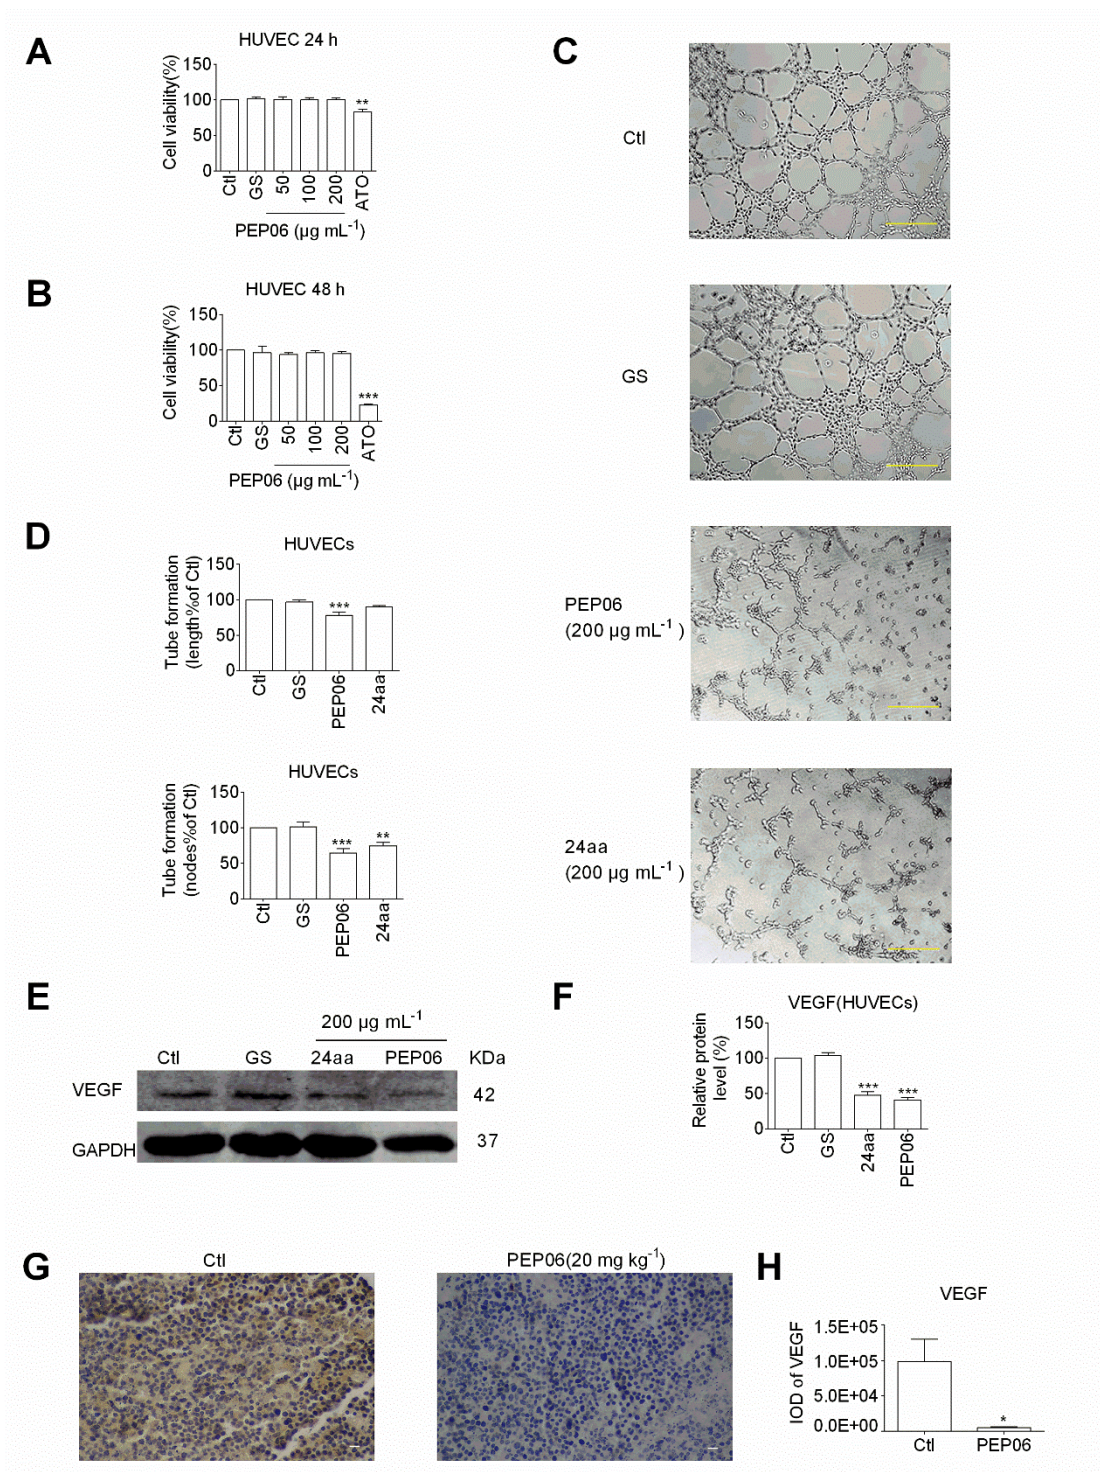 A
HUVEC 24 h
Cell viability(%)
150
100
50
0
Ctl
GS
50
100
200
ATO
**
PEP06 (µg mL-1)
B
HUVEC 48 h
Cell viability(%)
150
100
50
0
Ctl
GS
50
100
200
ATO
***
PEP06 (µg mL-1)
C
Ctl
GS
PEP06
(200 µg mL-1 )
24aa
(200 µg mL-1 )
D
HUVECs
Tube formation
(length%of Ctl)
150
100
50
0
***
Ctl
GS
PEP06
24aa
HUVECs
Tube formation
(nodes%of Ctl)
150
100
50
0
***
**
Ctl
GS
PEP06
24aa
E
200 µg mL-1
Ctl GS 24aa PEP06 KDa
VEGF 42
GAPDH 37
F
VEGF(HUVECs)
Relative protein
level (%)
150
100
50
0
***
***
Ctl
GS
24aa
PEP06
G
Ctl
PEP06(20 mg kg-1)
H
VEGF
IOD of VEGF
1.5E+05
1.0E+05
5.0E+04
0.0E+00
*
Ctl
PEP06